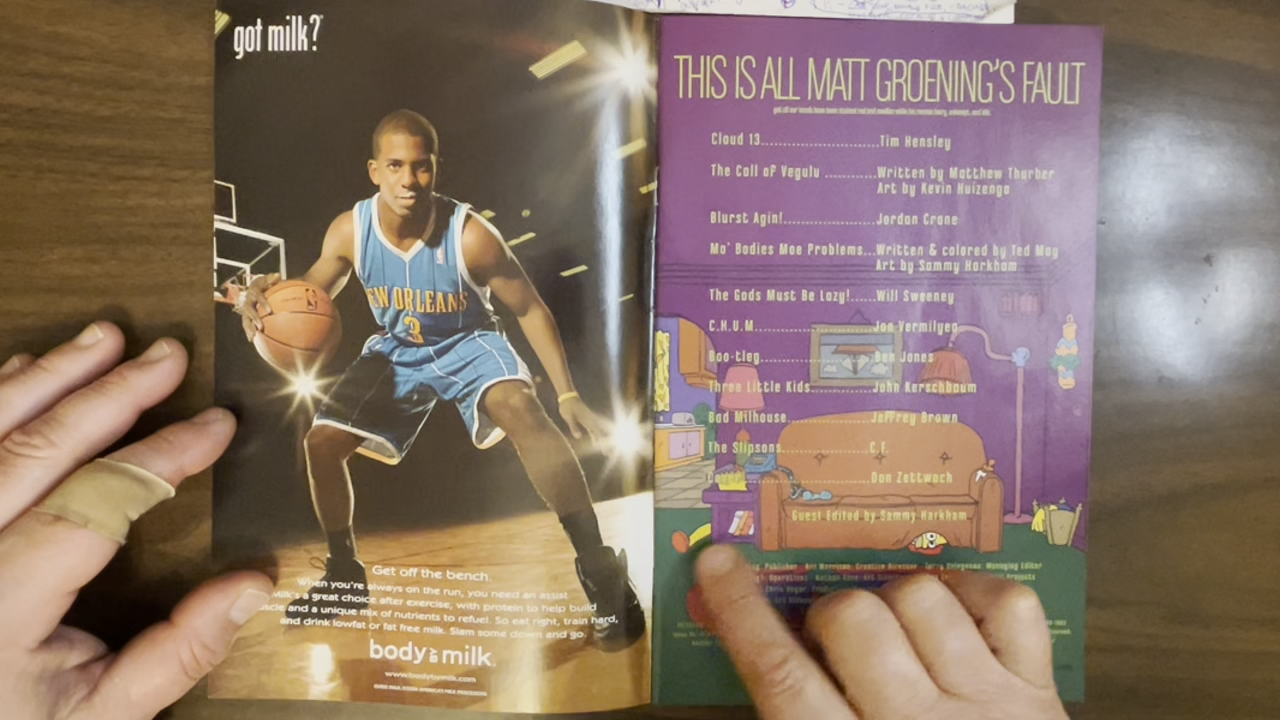 got milk?
NEW ORLEANS
3
Get off the bench.
When you're always on the run, you need an assist.
Milk's a great choice after exercise, with protein to help build
muscle and a unique mix of nutrients to refuel. So eat right, train hard,
and drink lowfat or fat free milk. Slam some down and go.
body by milk.
www.bodybymilk.com
THIS IS ALL MATT GROENING'S FAULT
Cloud 13..........................Tim Hensley
The Call of Vegulu ...........Written by Matthew Thurber
Art by Kevin Huizenga
Blurst Agin!.....................Jordan Crane
Mo' Bodies Moe Problems...Written & colored by Ted May
Art by Sammy Harkham
The Gods Must Be Lazy!......Will Sweeney
C.H.U.M..........................Jon Vermilyea
Boo-tleg.........................Ben Jones
Three Little Kids..............John Kerschbaum
Bad Milhouse...................Jeffrey Brown
The Slipsons....................C.F.
............................Dan Zettwoch
Guest Edited by Sammy Harkham